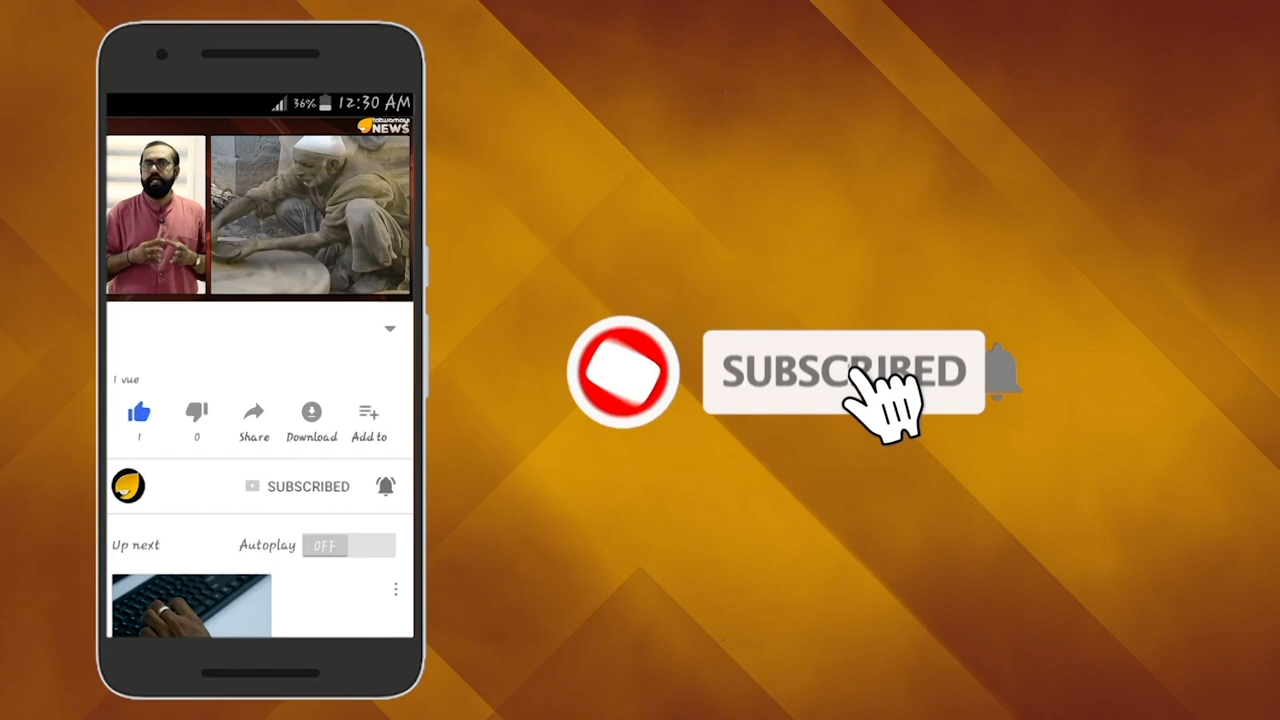 36% 12:30 AM
tatwamayi
NEWS
1 vue
1
0
Share
Download
Add to
SUBSCRIBED
Up next
Autoplay
OFF
SUBSCRIBED